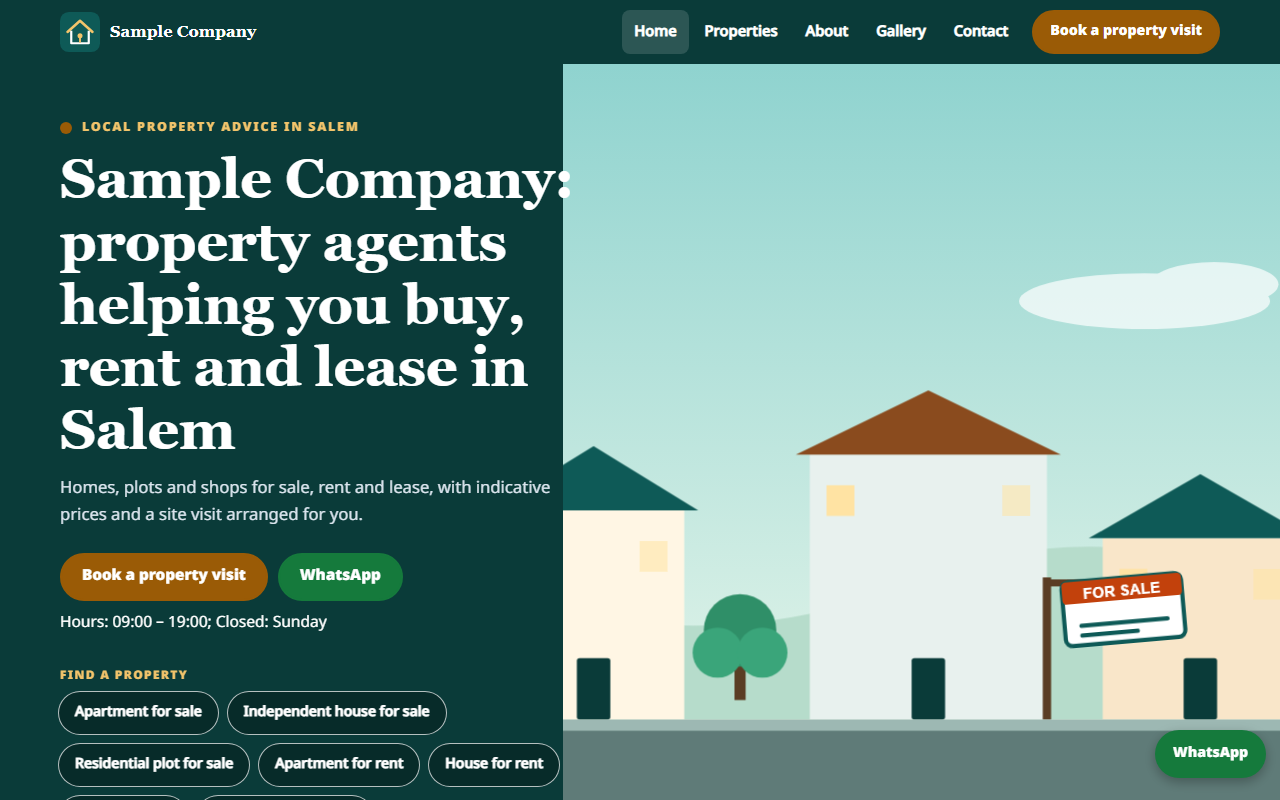 Sample Company
Home
Properties
About
Gallery
Contact
Book a property visit
LOCAL PROPERTY ADVICE IN SALEM
Sample Company:
property agents
helping you buy,
rent and lease in
Salem
Homes, plots and shops for sale, rent and lease, with indicative
prices and a site visit arranged for you.
Book a property visit
WhatsApp
Hours: 09:00 – 19:00; Closed: Sunday
FIND A PROPERTY
Apartment for sale
Independent house for sale
Residential plot for sale
Apartment for rent
House for rent
FOR SALE
WhatsApp